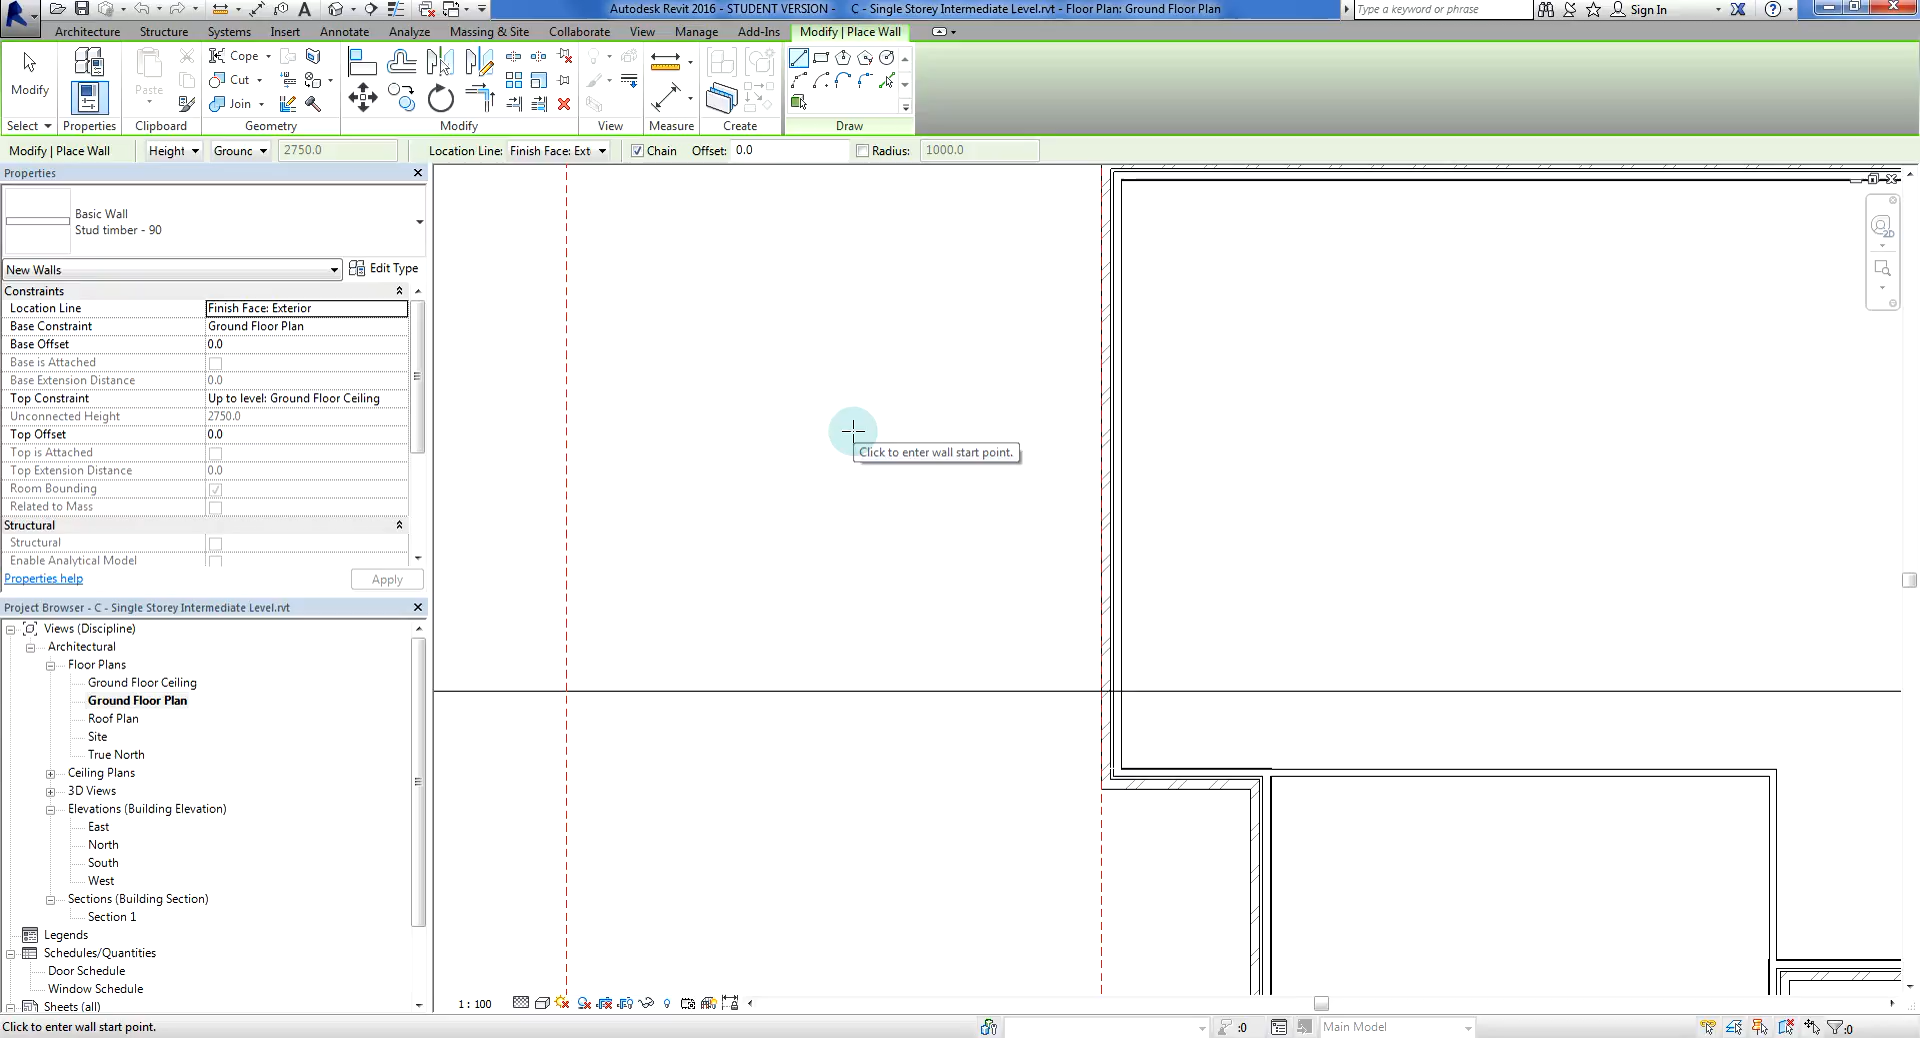 Autodesk Revit 2016 - STUDENT VERSION - C - Single Storey Intermediate Level.rvt - Floor Plan: Ground Floor Plan
Type a keyword or phrase
Sign In
Architecture Structure Systems Insert Annotate Analyze Massing & Site Collaborate View Manage Add-Ins Modify | Place Wall
Modify
Paste
Cope
Cut
Join
Select Properties Clipboard Geometry Modify View Measure Create Draw
Modify | Place Wall Height Ground 2750.0 Location Line: Finish Face: Ext Chain Offset: 0.0 Radius: 1000.0
Properties
Basic Wall
Stud timber - 90
New Walls Edit Type
Constraints
Location Line Finish Face: Exterior
Base Constraint Ground Floor Plan
Base Offset 0.0
Base is Attached
Base Extension Distance 0.0
Top Constraint Up to level: Ground Floor Ceiling
Unconnected Height 2750.0
Top Offset 0.0
Top is Attached
Top Extension Distance 0.0
Room Bounding
Related to Mass
Structural
Structural
Enable Analytical Model
Properties help Apply
Project Browser - C - Single Storey Intermediate Level.rvt
Views (Discipline)
Architectural
Floor Plans
Ground Floor Ceiling
Ground Floor Plan
Roof Plan
Site
True North
Ceiling Plans
3D Views
Elevations (Building Elevation)
East
North
South
West
Sections (Building Section)
Section 1
Legends
Schedules/Quantities
Door Schedule
Window Schedule
Sheets (all)
Click to enter wall start point.
2D
1 : 100
Click to enter wall start point.
:0
Main Model
:0